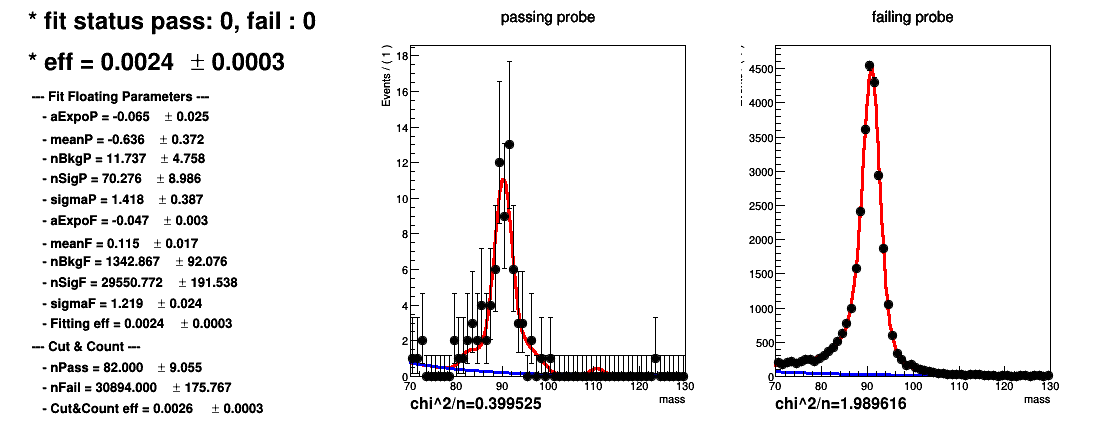 * fit status pass: 0, fail : 0
* eff = 0.0024 ± 0.0003
--- Fit Floating Parameters ---
- aExpoP = -0.065 ± 0.025
- meanP = -0.636 ± 0.372
- nBkgP = 11.737 ± 4.758
- nSigP = 70.276 ± 8.986
- sigmaP = 1.418 ± 0.387
- aExpoF = -0.047 ± 0.003
- meanF = 0.115 ± 0.017
- nBkgF = 1342.867 ± 92.076
- nSigF = 29550.772 ± 191.538
- sigmaF = 1.219 ± 0.024
- Fitting eff = 0.0024 ± 0.0003
--- Cut & Count ---
- nPass = 82.000 ± 9.055
- nFail = 30894.000 ± 175.767
- Cut&Count eff = 0.0026 ± 0.0003
passing probe
Events / ( 1 )
18
16
14
12
10
8
6
4
2
0
70 80 90 100 110 120 130
mass
chi^2/n=0.399525
failing probe
4500
4000
3500
3000
2500
2000
1500
1000
500
0
70 80 90 100 110 120 130
mass
chi^2/n=1.989616